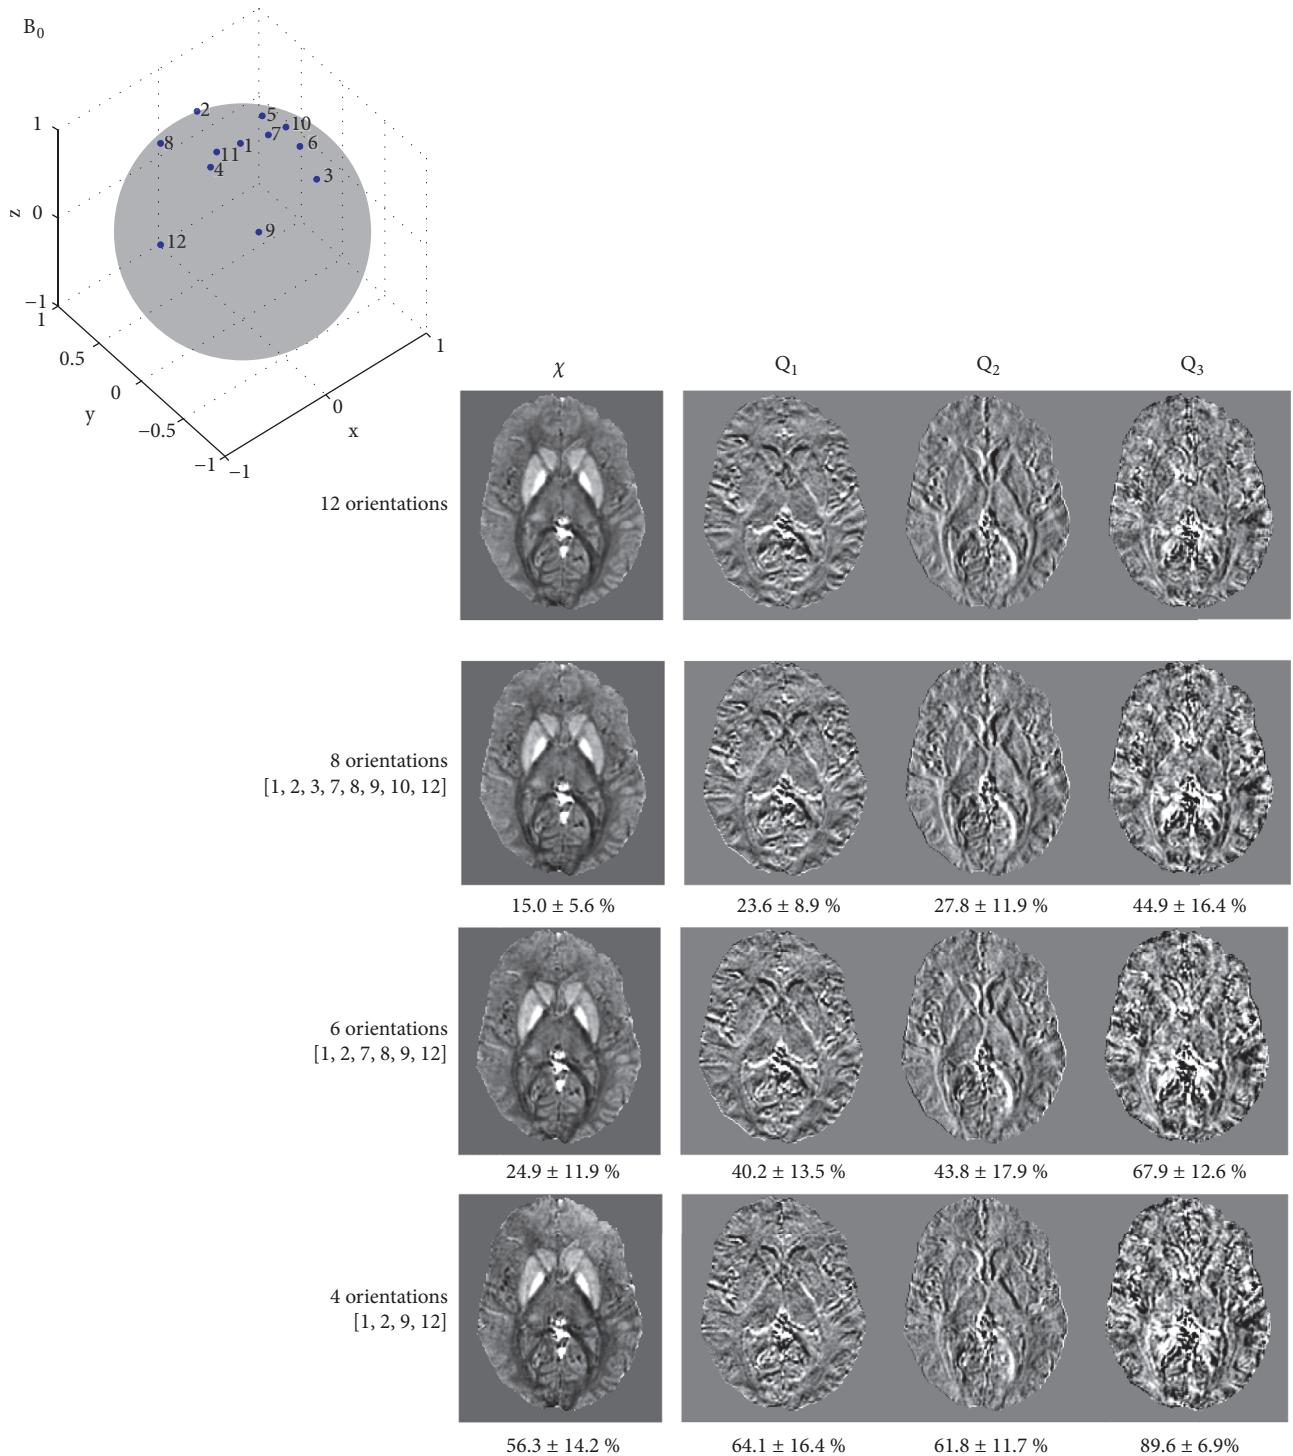 B0
1
0
−1
z
1
0.5
0
−0.5
−1
y
−1
0
1
x
2
5
10
7
8
1
6
11
4
3
12
9
χ Q1 Q2 Q3
12 orientations
8 orientations
[1, 2, 3, 7, 8, 9, 10, 12]
15.0 ± 5.6 % 23.6 ± 8.9 % 27.8 ± 11.9 % 44.9 ± 16.4 %
6 orientations
[1, 2, 7, 8, 9, 12]
24.9 ± 11.9 % 40.2 ± 13.5 % 43.8 ± 17.9 % 67.9 ± 12.6 %
4 orientations
[1, 2, 9, 12]
56.3 ± 14.2 % 64.1 ± 16.4 % 61.8 ± 11.7 % 89.6 ± 6.9%